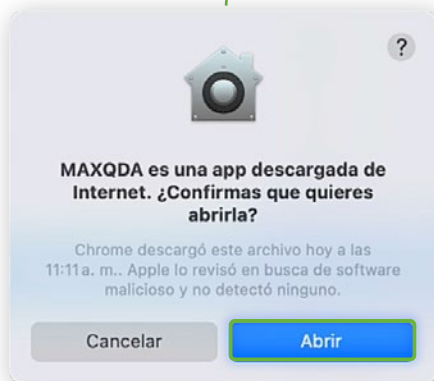 ?
MAXQDA es una app descargada de
Internet. ¿Confirmas que quieres
abrirla?
Chrome descargó este archivo hoy a las
11:11 a. m.. Apple lo revisó en busca de software
malicioso y no detectó ninguno.
Cancelar
Abrir